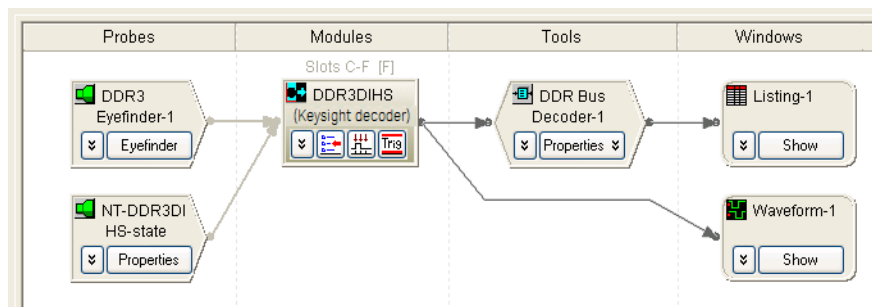 Probes
Modules
Tools
Windows
Slots C-F [F]
DDR3
Eyefinder-1
Eyefinder
DDR3DIHS
(Keysight decoder)
Trig
DDR Bus
Decoder-1
Properties
Listing-1
Show
NT-DDR3DI
HS-state
Properties
Waveform-1
Show